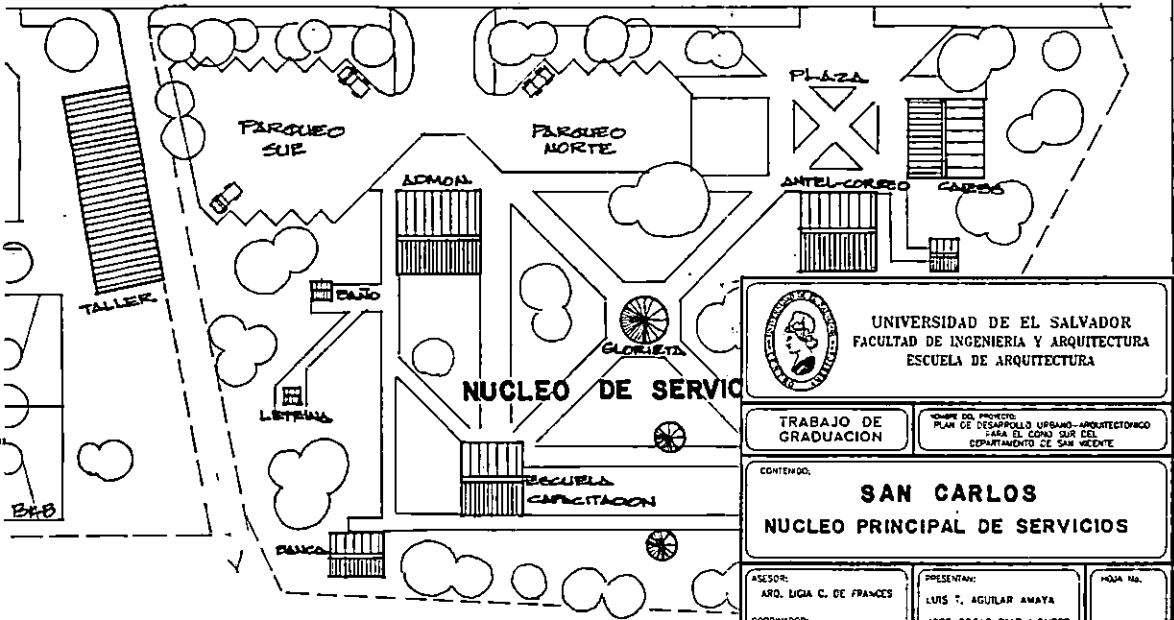 PLAZA
PARQUEO
SUR
PARQUEO
NORTE
ADMON.
ANTEL-CORREO
TALLER
BAÑO
GLORIETA
LETRINA
NUCLEO DE SERVIC
ESCUELA
CAPACITACION
BANCO
UNIVERSIDAD DE EL SALVADOR
FACULTAD DE INGENIERIA Y ARQUITECTURA
ESCUELA DE ARQUITECTURA
TRABAJO DE
GRADUACION
NOMBRE DEL PROYECTO:
PLAN DE DESARROLLO URBANO-ARQUITECTONICO
PARA EL CONO SUR DEL
DEPARTAMENTO DE SAN VICENTE
CONTENIDO:
SAN CARLOS
NUCLEO PRINCIPAL DE SERVICIOS
ASESOR:
ARQ. LIGIA C. DE FRANCES
PRESENTAN:
LUIS T. AGUILAR AMAYA
HOJA No.